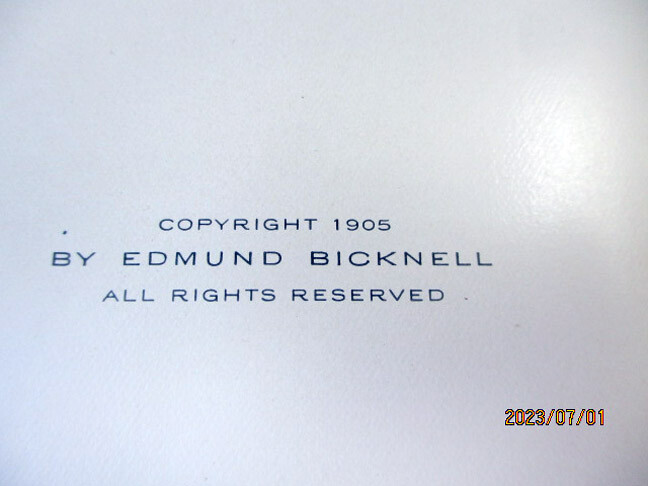 COPYRIGHT 1905
BY EDMUND BICKNELL
ALL RIGHTS RESERVED
2023/07/01